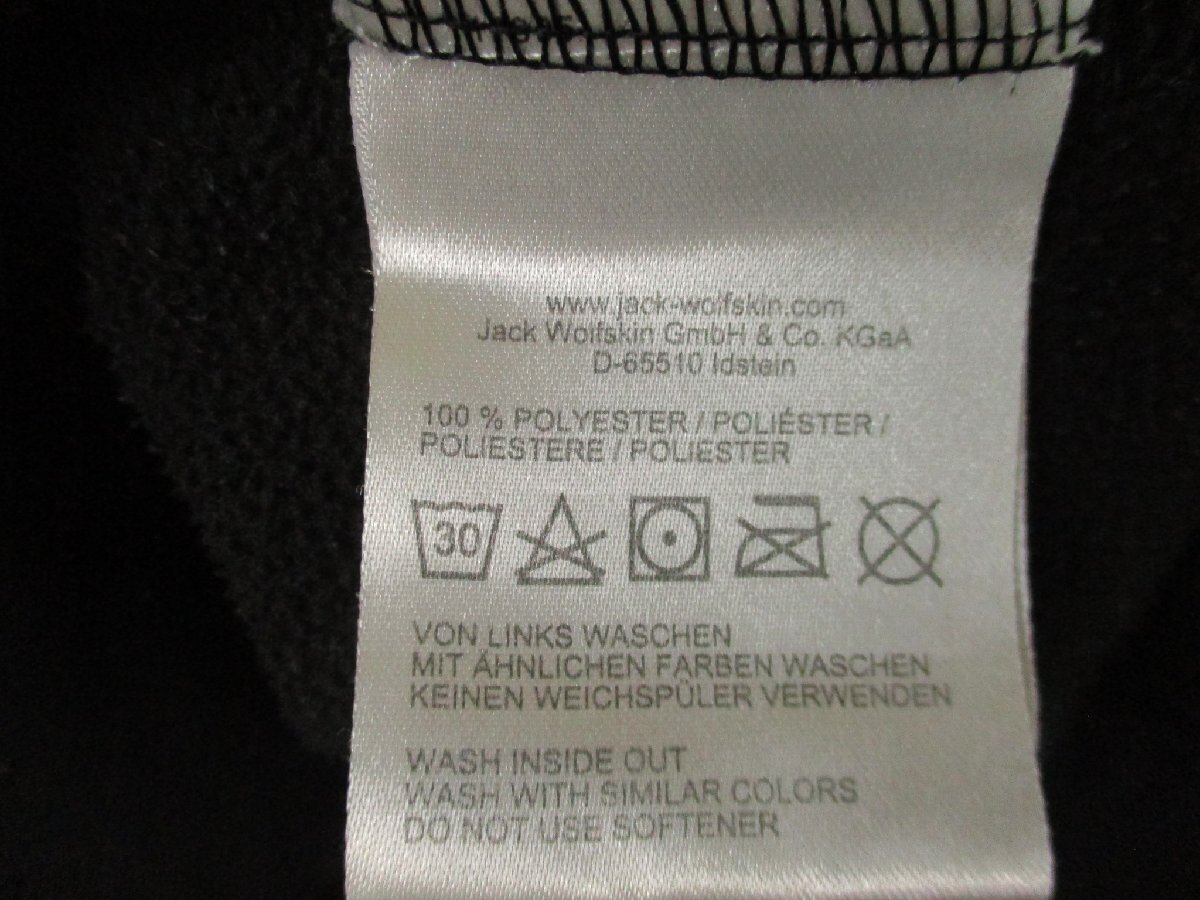 www.jack-wolfskin.com
Jack Wolfskin GmbH & Co. KGaA
D-65510 Idstein
100 % POLYESTER / POLIÉSTER /
POLIESTERE / POLIESTER
30
VON LINKS WASCHEN
MIT ÄHNLICHEN FARBEN WASCHEN
KEINEN WEICHSPÜLER VERWENDEN
WASH INSIDE OUT
WASH WITH SIMILAR COLORS
DO NOT USE SOFTENER